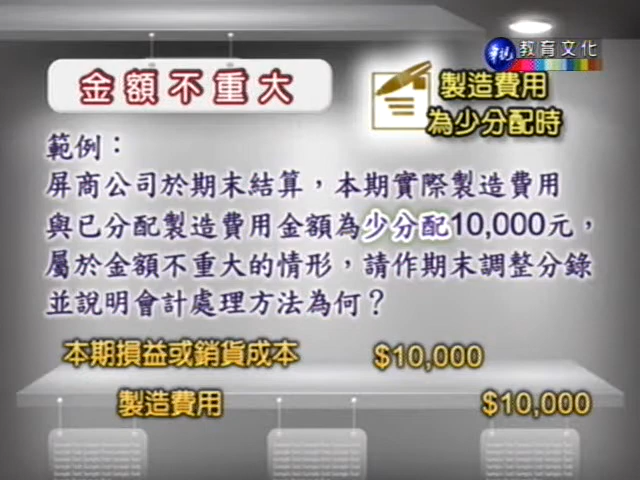 華視 教育文化
金額不重大
製造費用
為少分配時
範例：
屏商公司於期末結算，本期實際製造費用
與已分配製造費用金額為少分配10,000元，
屬於金額不重大的情形，請作期末調整分錄
並說明會計處理方法為何？
本期損益或銷貨成本 $10,000
製造費用 $10,000